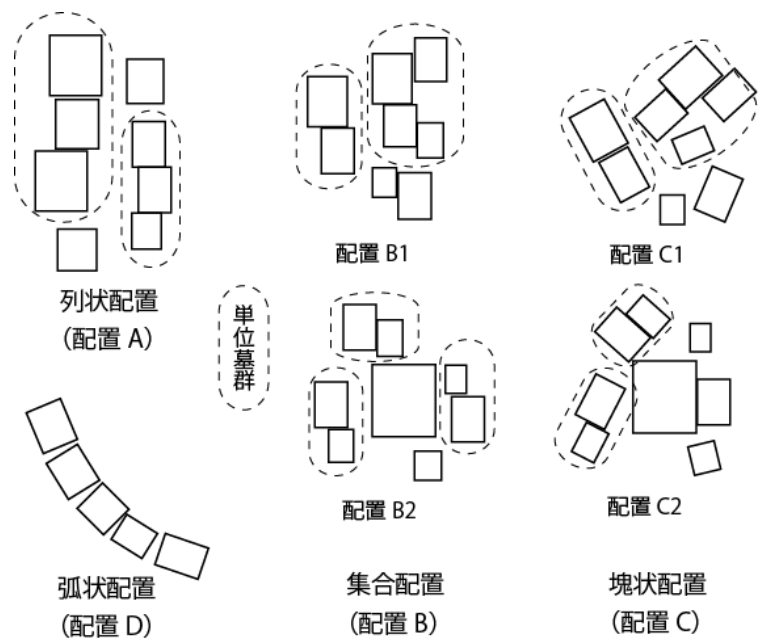 配置 B1
配置 C1
列状配置
(配置 A)
単位墓群
配置 B2
配置 C2
弧状配置
(配置 D)
集合配置
(配置 B)
塊状配置
(配置 C)